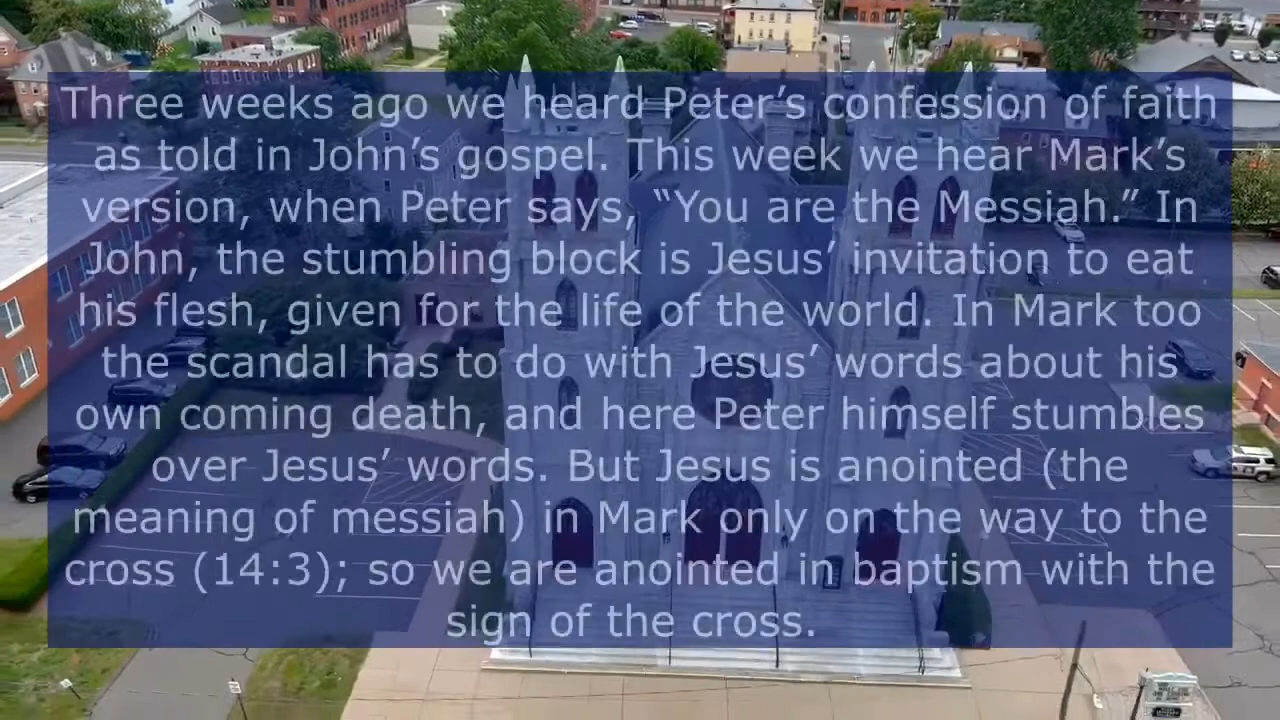 Three weeks ago we heard Peter’s confession of faith
as told in John’s gospel. This week we hear Mark’s
version, when Peter says, “You are the Messiah.” In
John, the stumbling block is Jesus’ invitation to eat
his flesh, given for the life of the world. In Mark too
the scandal has to do with Jesus’ words about his
own coming death, and here Peter himself stumbles
over Jesus’ words. But Jesus is anointed (the
meaning of messiah) in Mark only on the way to the
cross (14:3); so we are anointed in baptism with the
sign of the cross.